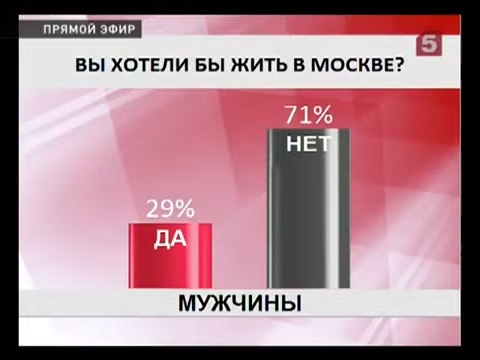 ПРЯМОЙ ЭФИР
5
ВЫ ХОТЕЛИ БЫ ЖИТЬ В МОСКВЕ?
71%
НЕТ
29%
ДА
МУЖЧИНЫ